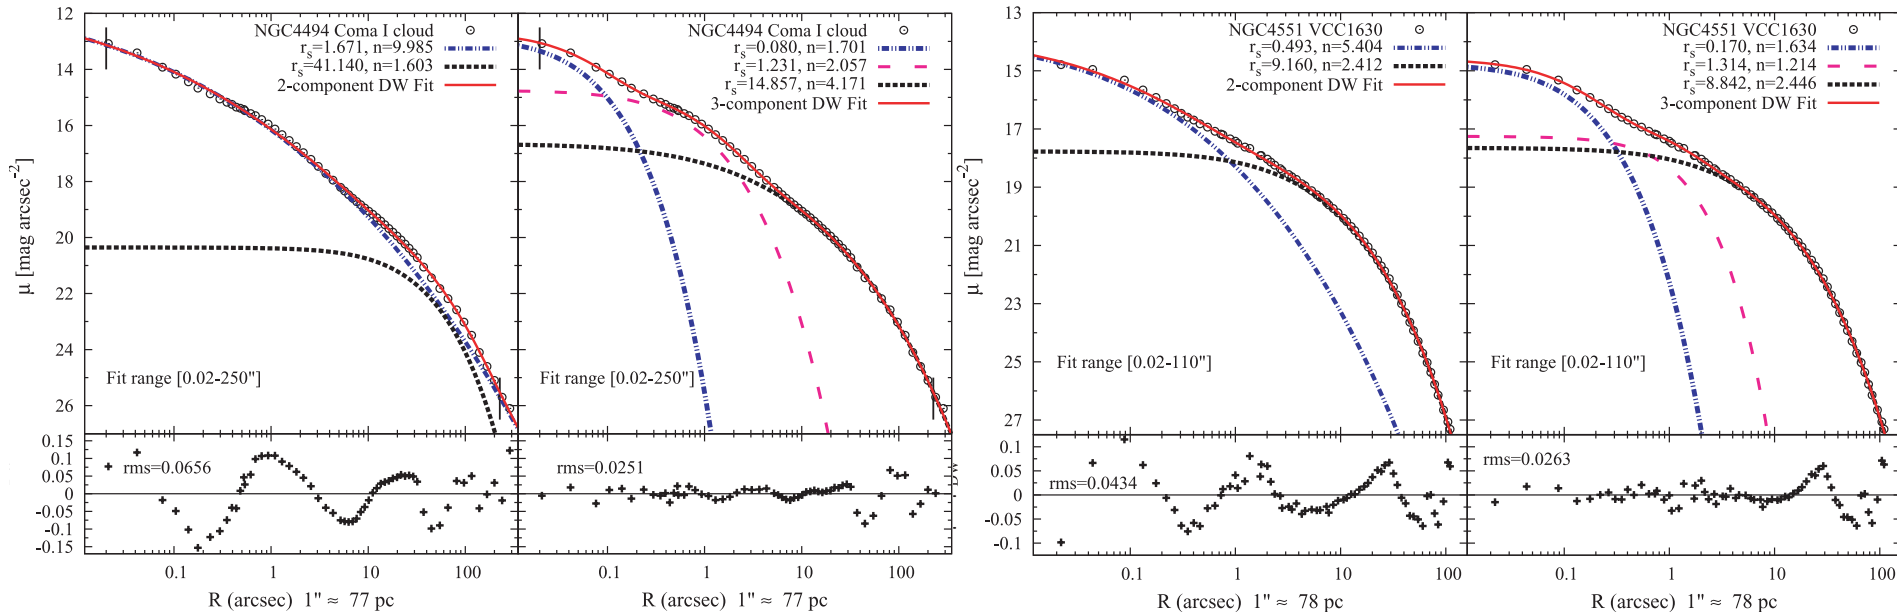 NGC4494 Coma I cloud
r_s=1.671, n=9.985
r_s=41.140, n=1.603
2-component DW Fit
Fit range [0.02-250"]
NGC4494 Coma I cloud
r_s=0.080, n=1.701
r_s=1.231, n=2.057
r_s=14.857, n=4.171
3-component DW Fit
Fit range [0.02-250"]
12
14
16
18
20
22
24
26
μ [mag arcsec⁻²]
0.15
0.1
0.05
0
-0.05
-0.1
-0.15
rms=0.0656
rms=0.0251
0.1 1 10 100
0.1 1 10 100
R (arcsec) 1" ≈ 77 pc
R (arcsec) 1" ≈ 77 pc
NGC4551 VCC1630
r_s=0.493, n=5.404
r_s=9.160, n=2.412
2-component DW Fit
Fit range [0.02-110"]
NGC4551 VCC1630
r_s=0.170, n=1.634
r_s=1.314, n=1.214
r_s=8.842, n=2.446
3-component DW Fit
Fit range [0.02-110"]
13
15
17
19
21
23
25
27
μ [mag arcsec⁻²]
DW
0.1
0.05
0
-0.05
-0.1
rms=0.0434
rms=0.0263
0.1 1 10 100
0.1 1 10 100
R (arcsec) 1" ≈ 78 pc
R (arcsec) 1" ≈ 78 pc